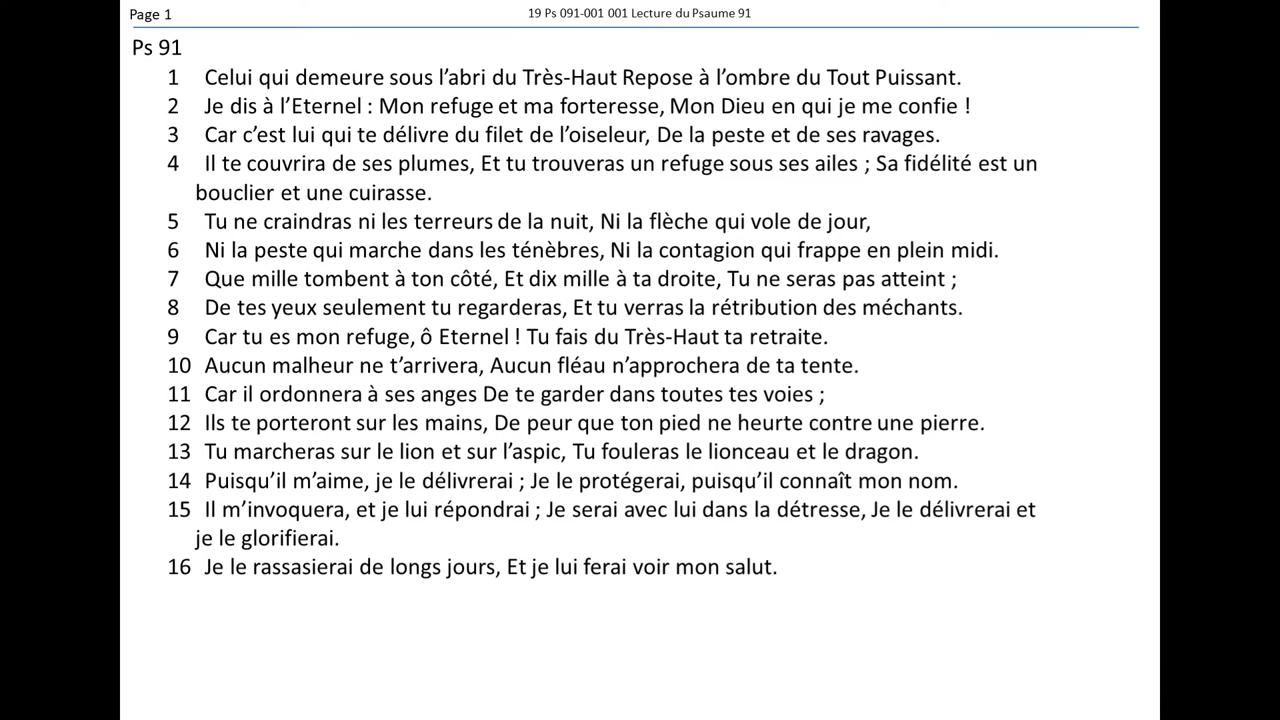 Page 1
19 Ps 091-001 001 Lecture du Psaume 91
Ps 91
1 Celui qui demeure sous l’abri du Très-Haut Repose à l’ombre du Tout Puissant.
2 Je dis à l’Eternel : Mon refuge et ma forteresse, Mon Dieu en qui je me confie !
3 Car c’est lui qui te délivre du filet de l’oiseleur, De la peste et de ses ravages.
4 Il te couvrira de ses plumes, Et tu trouveras un refuge sous ses ailes ; Sa fidélité est un
bouclier et une cuirasse.
5 Tu ne craindras ni les terreurs de la nuit, Ni la flèche qui vole de jour,
6 Ni la peste qui marche dans les ténèbres, Ni la contagion qui frappe en plein midi.
7 Que mille tombent à ton côté, Et dix mille à ta droite, Tu ne seras pas atteint ;
8 De tes yeux seulement tu regarderas, Et tu verras la rétribution des méchants.
9 Car tu es mon refuge, ô Eternel ! Tu fais du Très-Haut ta retraite.
10 Aucun malheur ne t’arrivera, Aucun fléau n’approchera de ta tente.
11 Car il ordonnera à ses anges De te garder dans toutes tes voies ;
12 Ils te porteront sur les mains, De peur que ton pied ne heurte contre une pierre.
13 Tu marcheras sur le lion et sur l’aspic, Tu fouleras le lionceau et le dragon.
14 Puisqu’il m’aime, je le délivrerai ; Je le protégerai, puisqu’il connaît mon nom.
15 Il m’invoquera, et je lui répondrai ; Je serai avec lui dans la détresse, Je le délivrerai et
je le glorifierai.
16 Je le rassasierai de longs jours, Et je lui ferai voir mon salut.